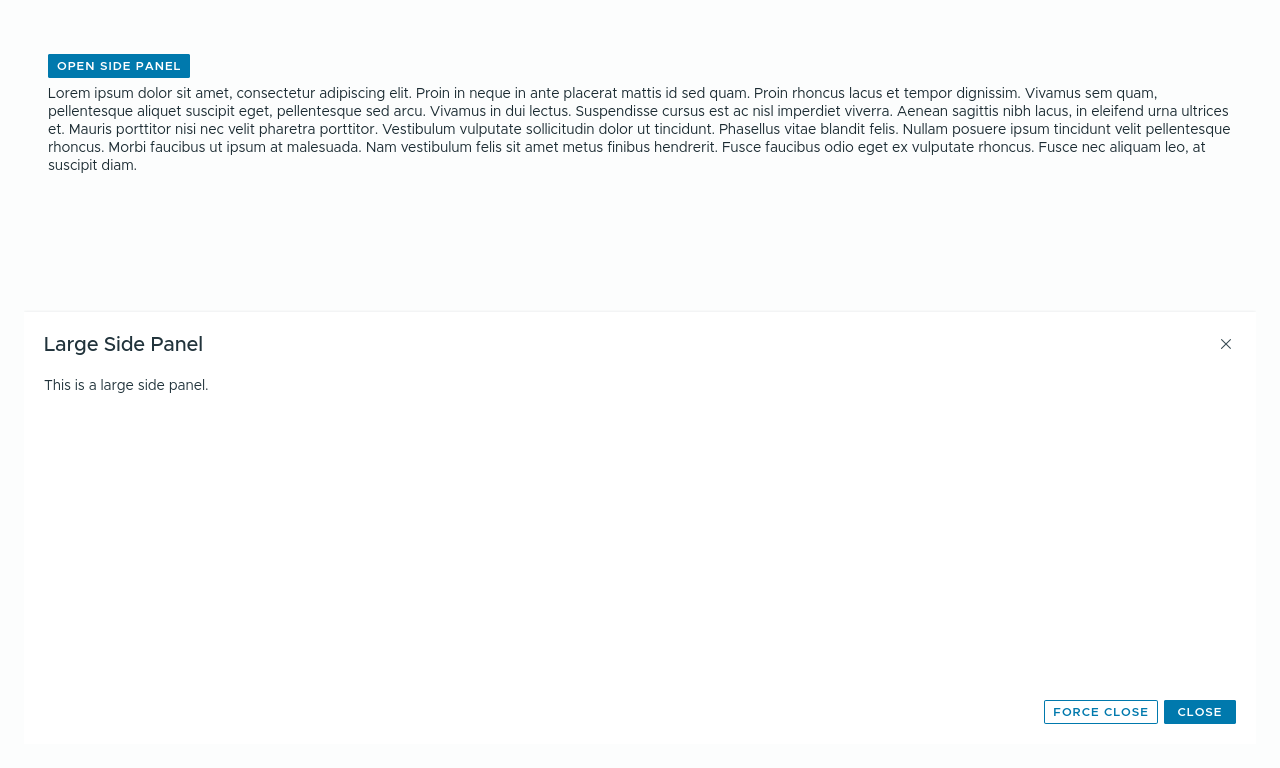 OPEN SIDE PANEL
Lorem ipsum dolor sit amet, consectetur adipiscing elit. Proin in neque in ante placerat mattis id sed quam. Proin rhoncus lacus et tempor dignissim. Vivamus sem quam,
pellentesque aliquet suscipit eget, pellentesque sed arcu. Vivamus in dui lectus. Suspendisse cursus est ac nisl imperdiet viverra. Aenean sagittis nibh lacus, in eleifend urna ultrices
et. Mauris porttitor nisi nec velit pharetra porttitor. Vestibulum vulputate sollicitudin dolor ut tincidunt. Phasellus vitae blandit felis. Nullam posuere ipsum tincidunt velit pellentesque
rhoncus. Morbi faucibus ut ipsum at malesuada. Nam vestibulum felis sit amet metus finibus hendrerit. Fusce faucibus odio eget ex vulputate rhoncus. Fusce nec aliquam leo, at
suscipit diam.
Large Side Panel
This is a large side panel.
FORCE CLOSE
CLOSE